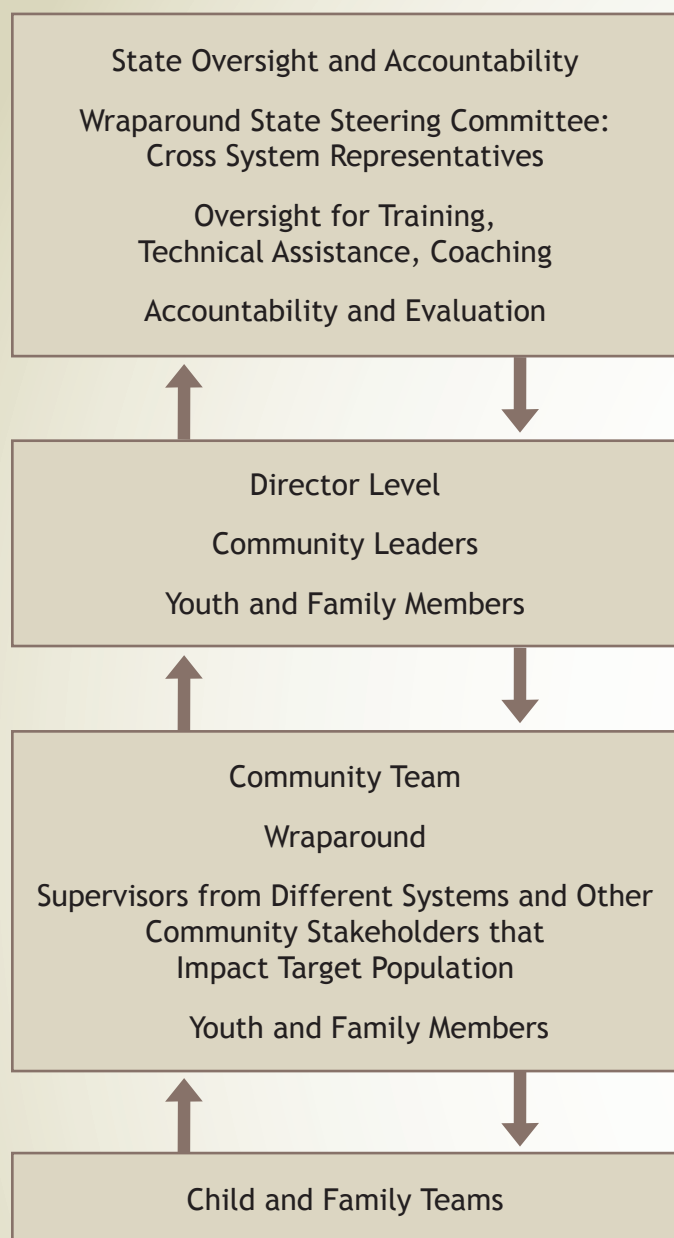 State Oversight and Accountability
Wraparound State Steering Committee:
Cross System Representatives
Oversight for Training,
Technical Assistance, Coaching
Accountability and Evaluation
Director Level
Community Leaders
Youth and Family Members
Community Team
Wraparound
Supervisors from Different Systems and Other
Community Stakeholders that
Impact Target Population
Youth and Family Members
Child and Family Teams